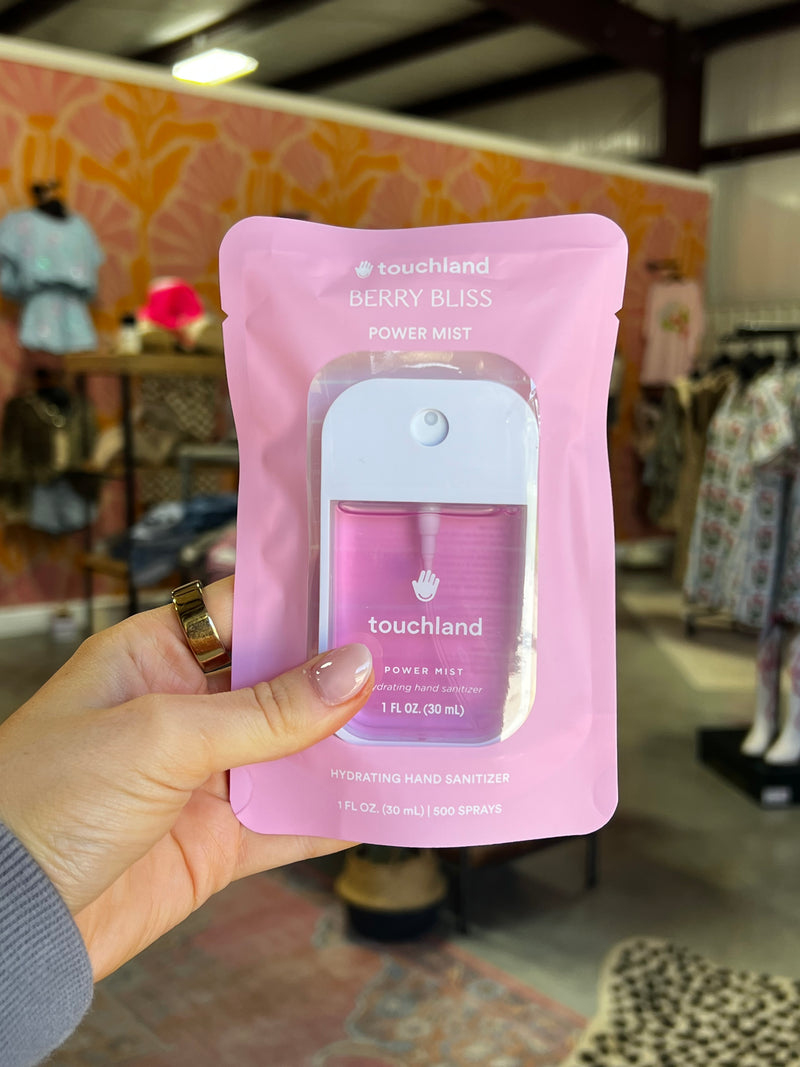 touchland
BERRY BLISS
POWER MIST
touchland
POWER MIST
ydrating hand sanitizer
1 FL OZ. (30 mL)
HYDRATING HAND SANITIZER
1 FL OZ. (30 mL) | 500 SPRAYS